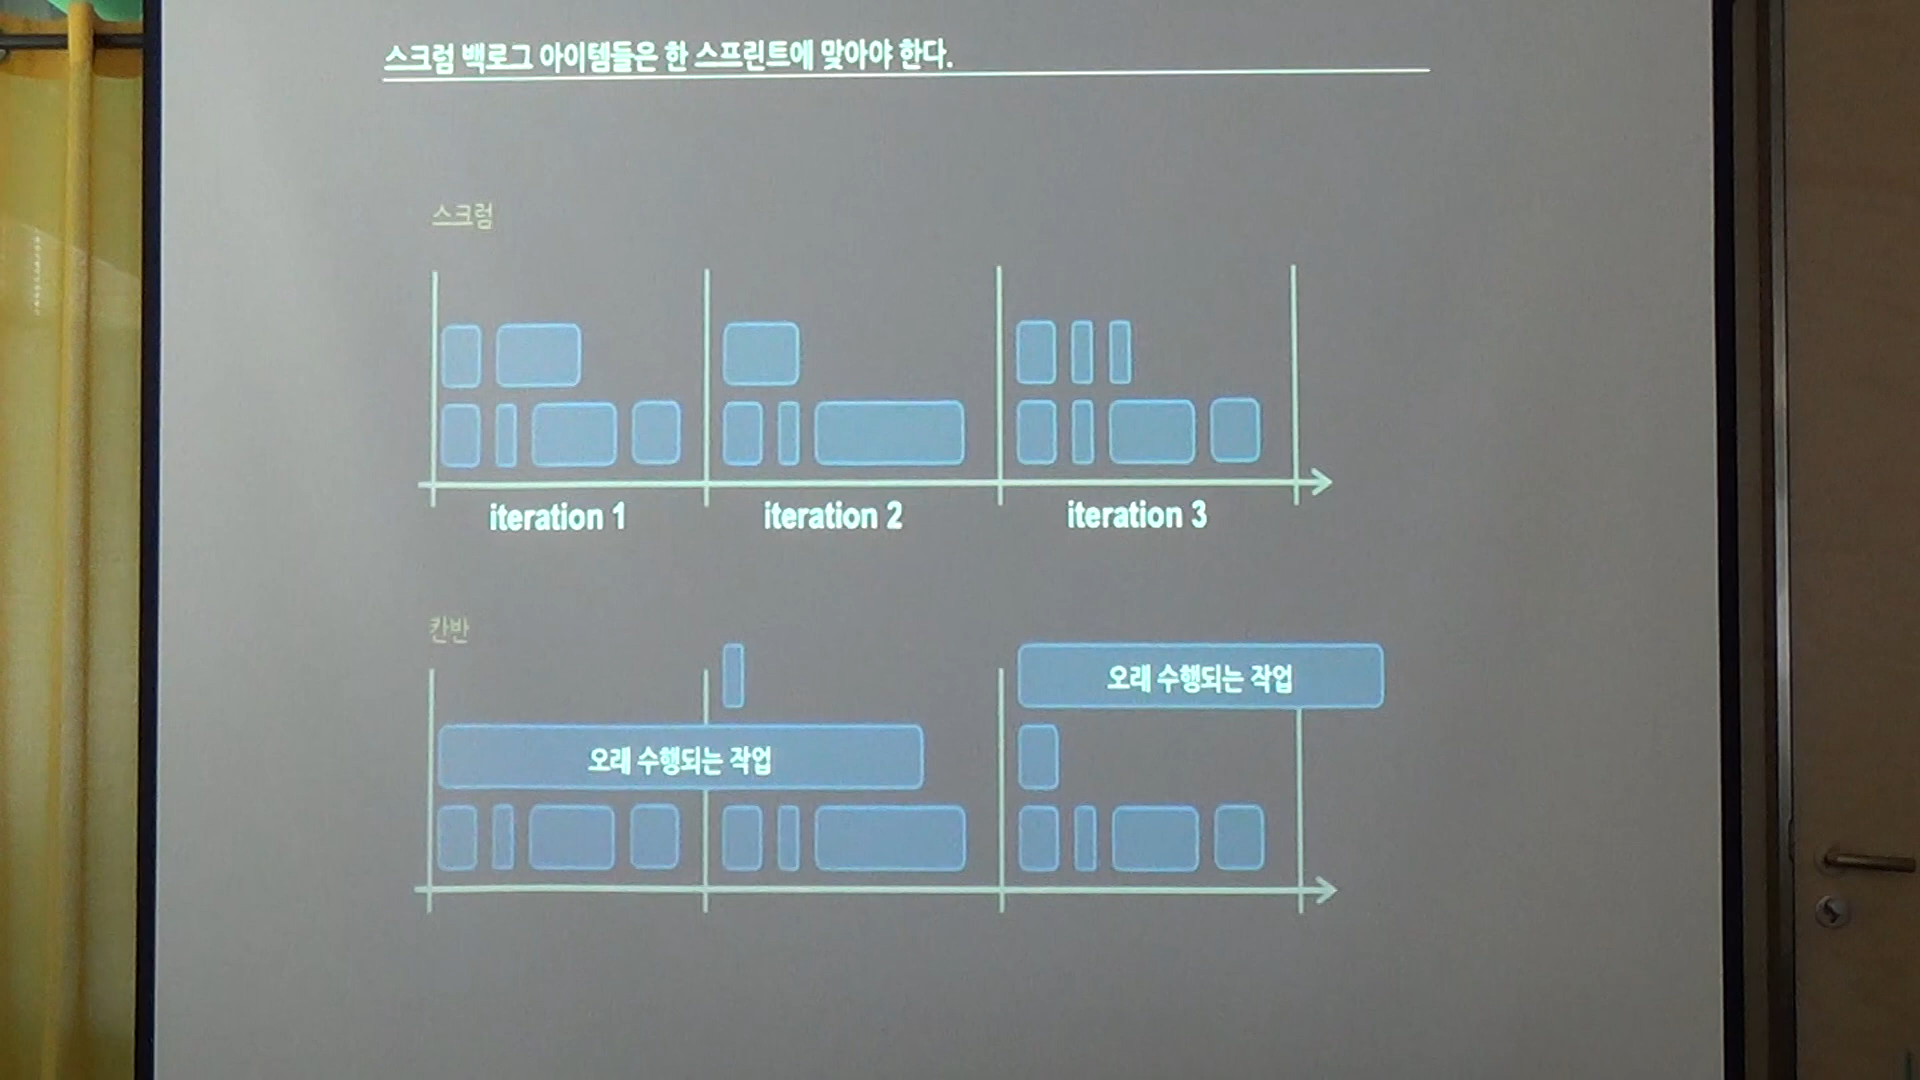 스크럼 백로그 아이템들은 한 스프린트에 맞아야 한다.
스크럼
iteration 1
iteration 2
iteration 3
칸반
오래 수행되는 작업
오래 수행되는 작업